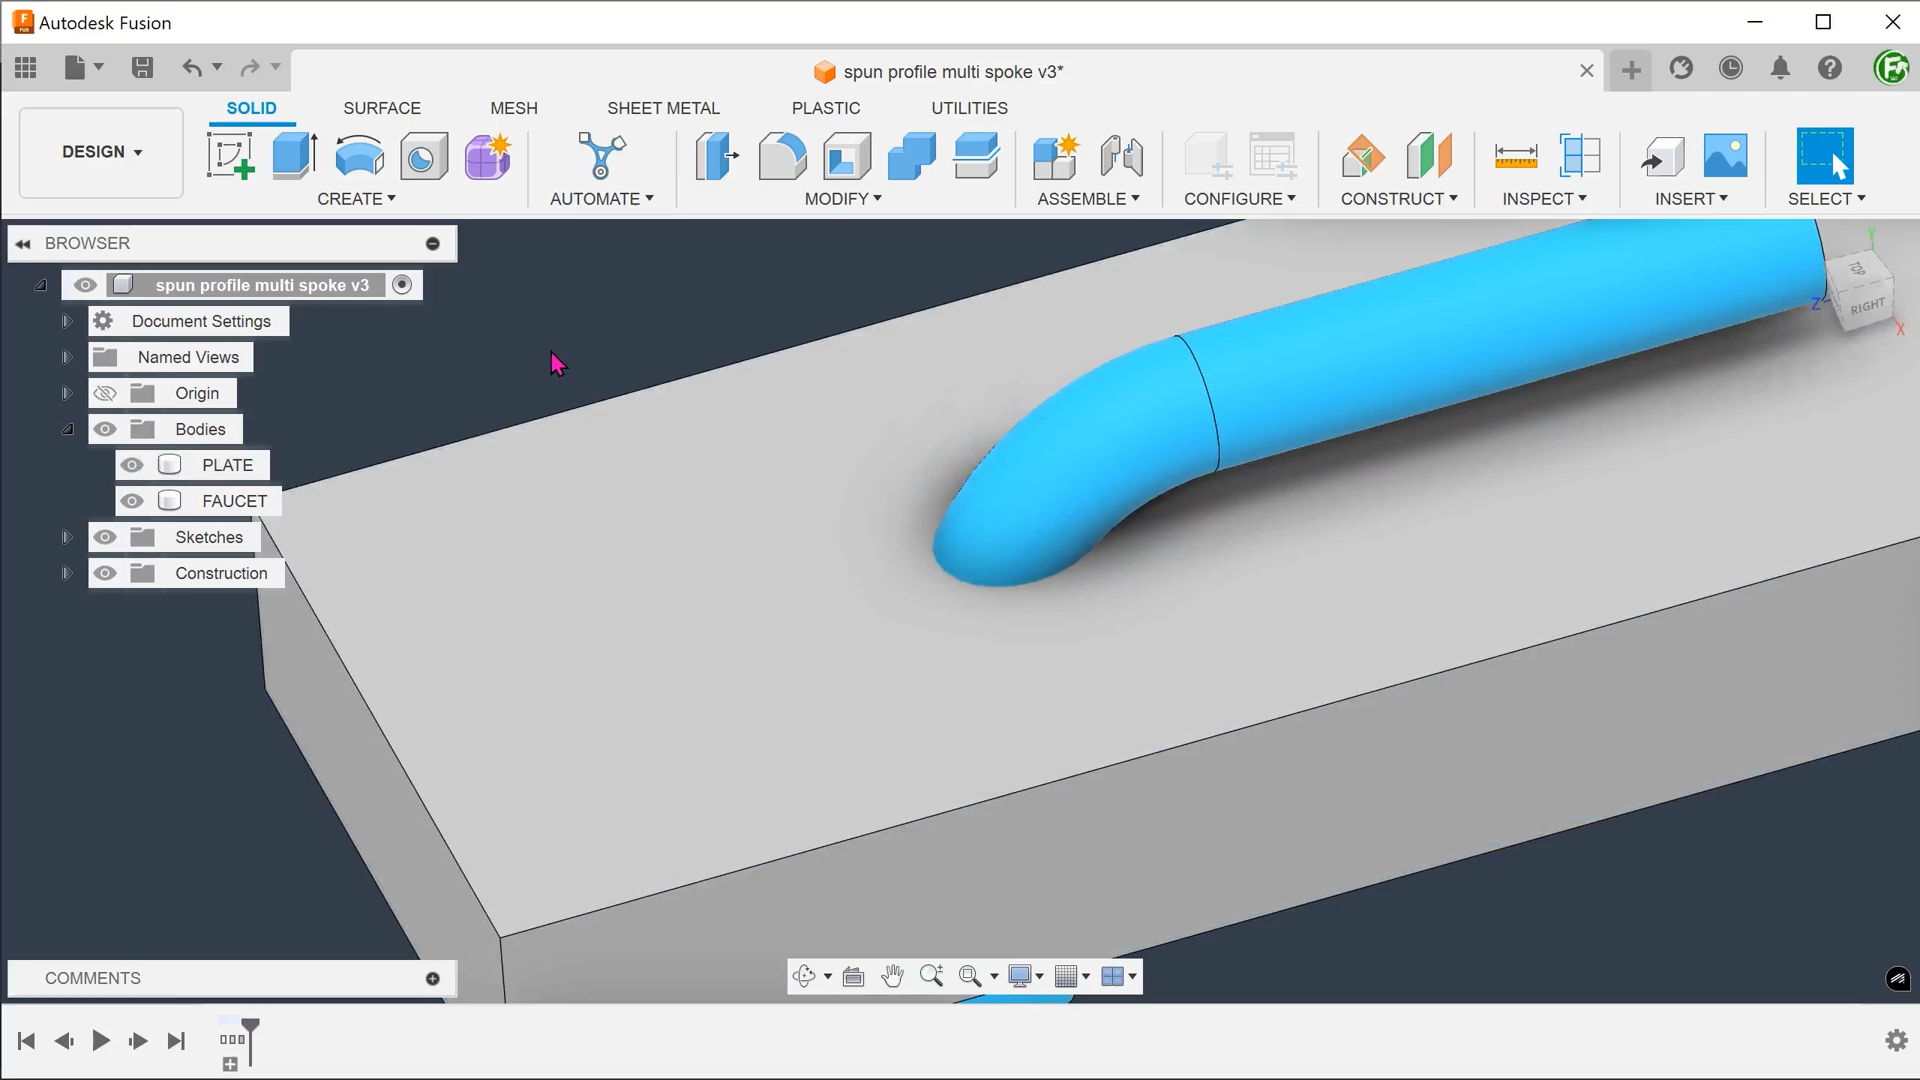 Autodesk Fusion
spun profile multi spoke v3*
SOLID SURFACE MESH SHEET METAL PLASTIC UTILITIES
DESIGN
CREATE AUTOMATE MODIFY ASSEMBLE CONFIGURE CONSTRUCT INSPECT INSERT SELECT
BROWSER
spun profile multi spoke v3
Document Settings
Named Views
Origin
Bodies
PLATE
FAUCET
Sketches
Construction
Y
TOP
Z
RIGHT
X
COMMENTS